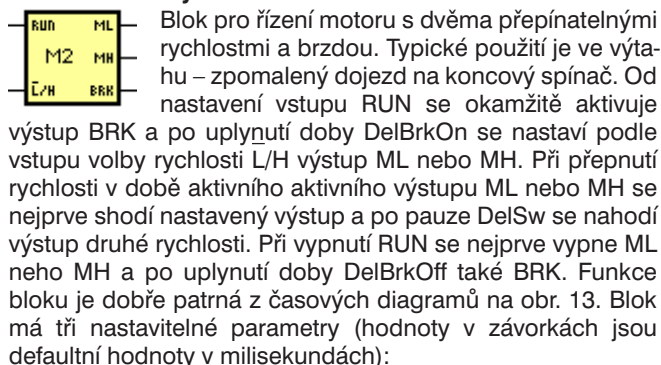 RUN ML
M2 MH
L̅/H BRK
Blok pro řízení motoru s dvěma přepínatelnými
rychlostmi a brzdou. Typické použití je ve výta-
hu – zpomalený dojezd na koncový spínač. Od
nastavení vstupu RUN se okamžitě aktivuje
výstup BRK a po uplynutí doby DelBrkOn se nastaví podle
vstupu volby rychlosti L̅/H výstup ML nebo MH. Při přepnutí
rychlosti v době aktivního aktivního výstupu ML nebo MH se
nejprve shodí nastavený výstup a po pauze DelSw se nahodí
výstup druhé rychlosti. Při vypnutí RUN se nejprve vypne ML
neho MH a po uplynutí doby DelBrkOff také BRK. Funkce
bloku je dobře patrná z časových diagramů na obr. 13. Blok
má tři nastavitelné parametry (hodnoty v závorkách jsou
defaultní hodnoty v milisekundách):